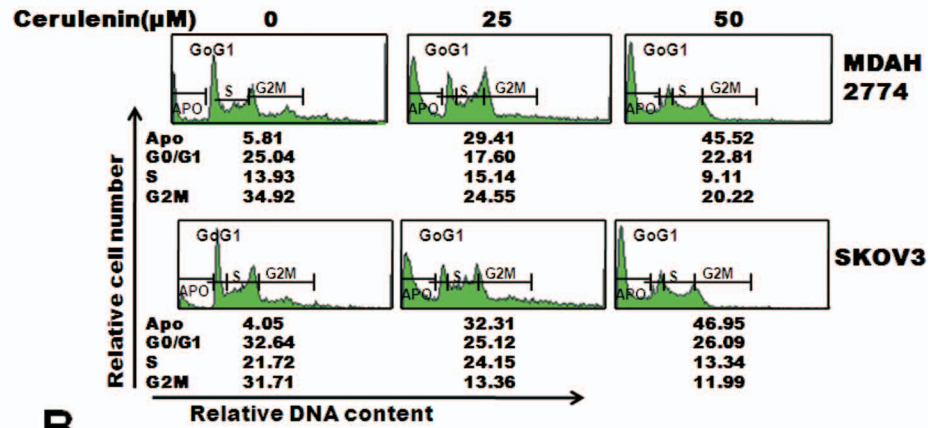 Cerulenin(µM) 0 25 50
GoG1 S G2M APO
GoG1 S G2M APO
GoG1 S G2M APO
MDAH
2774
Apo 5.81 29.41 45.52
G0/G1 25.04 17.60 22.81
S 13.93 15.14 9.11
G2M 34.92 24.55 20.22
GoG1 S G2M APO
GoG1 S G2M APO
GoG1 S G2M APO
SKOV3
Apo 4.05 32.31 46.95
G0/G1 32.64 25.12 26.09
S 21.72 24.15 13.34
G2M 31.71 13.36 11.99
Relative cell number
Relative DNA content